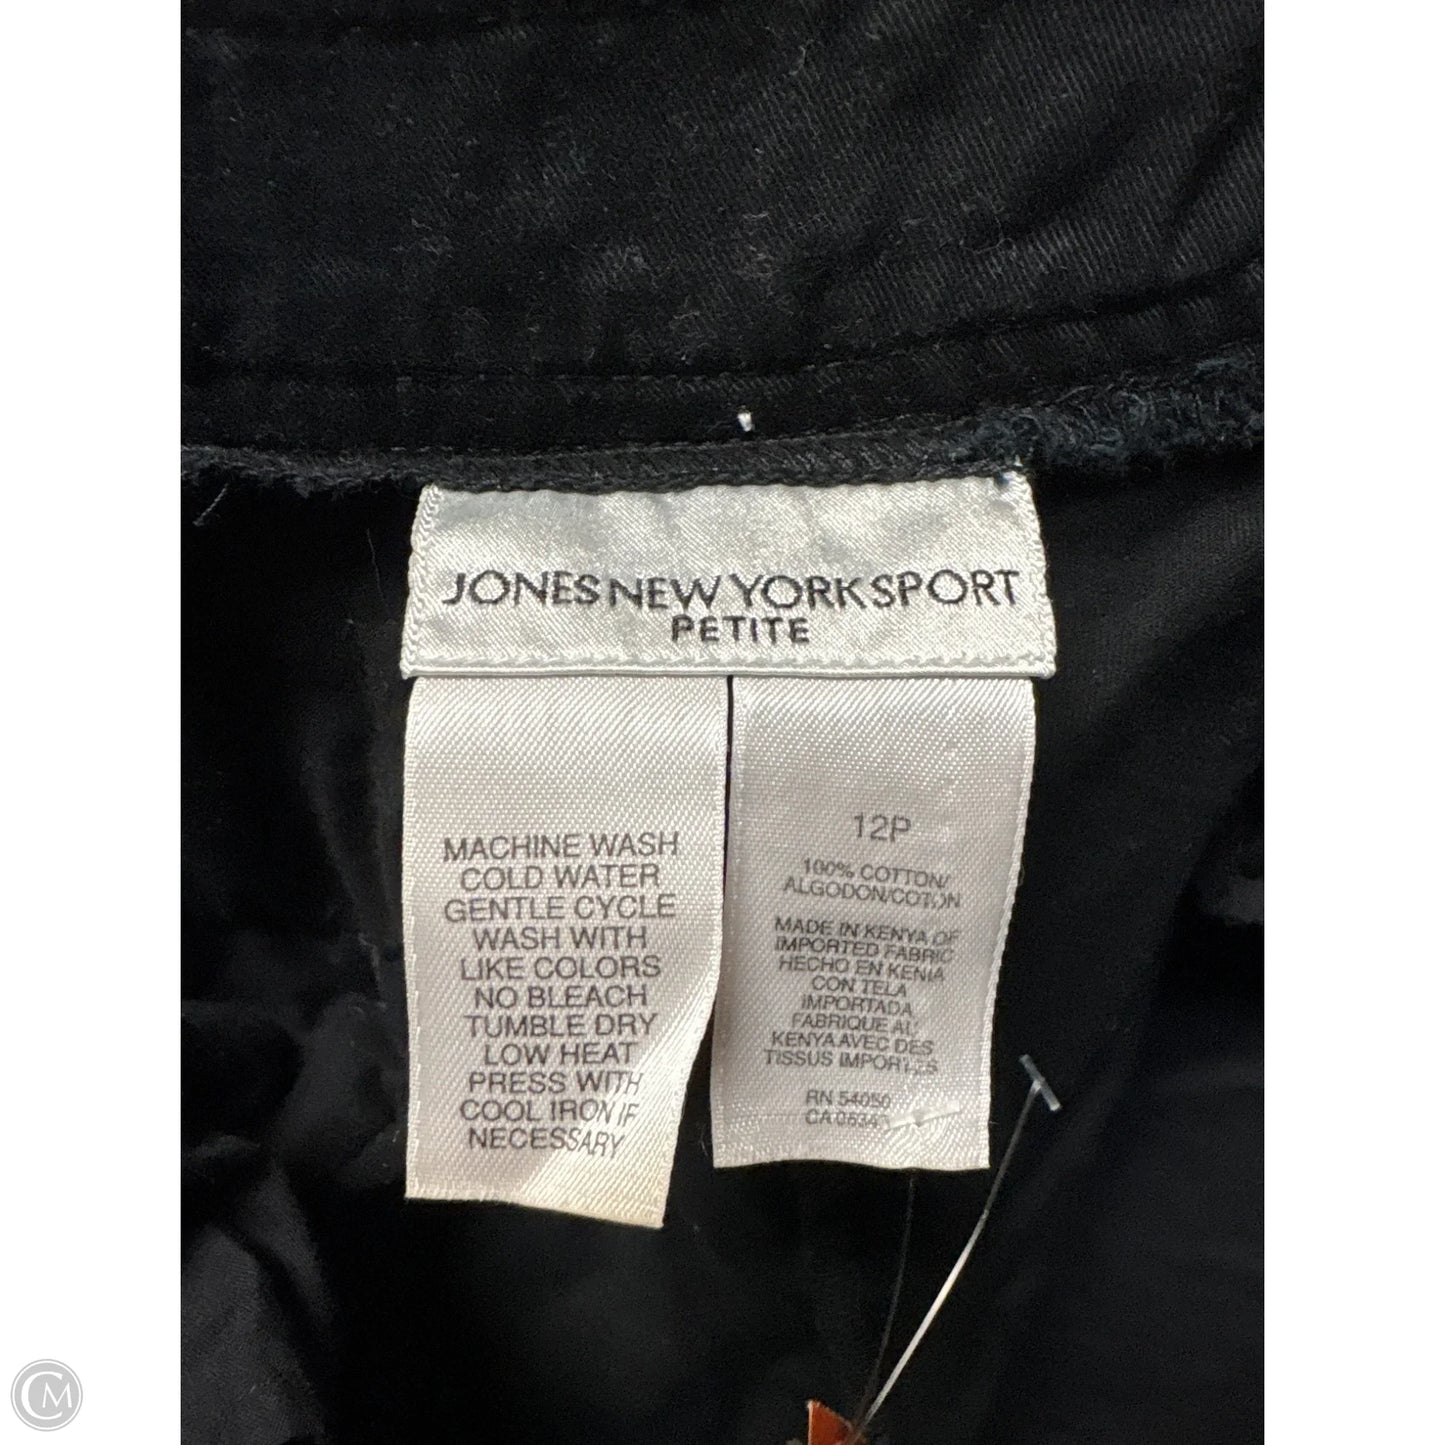 JONES NEW YORK SPORT
PETITE
MACHINE WASH
COLD WATER
GENTLE CYCLE
WASH WITH
LIKE COLORS
NO BLEACH
TUMBLE DRY
LOW HEAT
PRESS WITH
COOL IRON IF
NECESSARY
12P
100% COTTON/
ALGODON/COTON
MADE IN KENYA OF
IMPORTED FABRIC
HECHO EN KENIA
CON TELA
IMPORTADA
FABRIQUE AU
KENYA AVEC DES
TISSUS IMPORTES
RN 54050
CA
CM